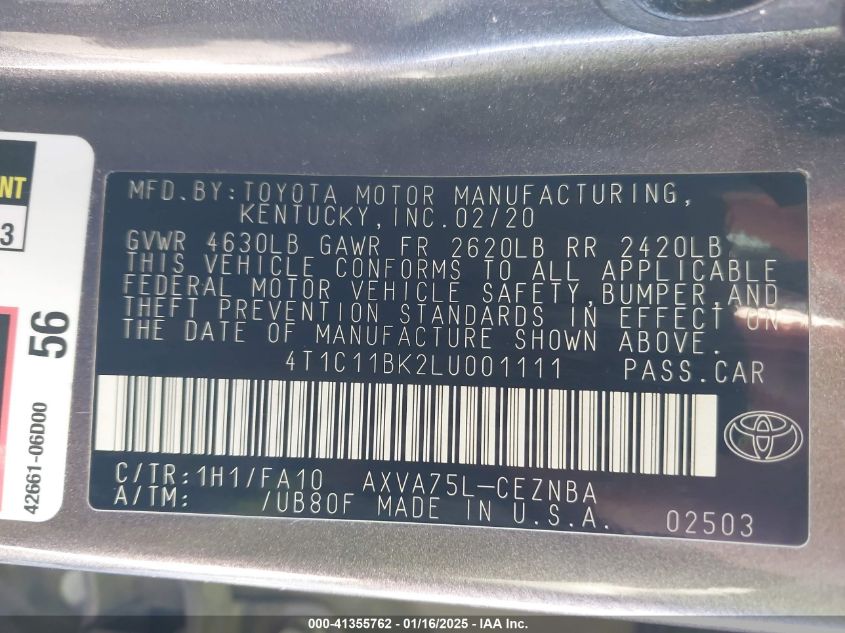 NT
3
56
42661-06D00
MFD.BY:TOYOTA MOTOR MANUFACTURING,
KENTUCKY,INC.02/20
GVWR 4630LB GAWR FR 2620LB RR 2420LB
THIS VEHICLE CONFORMS TO ALL APPLICABLE
FEDERAL MOTOR VEHICLE SAFETY,BUMPER,AND
THEFT PREVENTION STANDARDS IN EFFECT ON
THE DATE OF MANUFACTURE SHOWN ABOVE.
4T1C11BK2LU001111 PASS.CAR
C/TR:1H1/FA10 AXVA75L-CEZNBA
A/TM: /UB80F MADE IN U.S.A. 02503
000-41355762 - 01/16/2025 - IAA Inc.